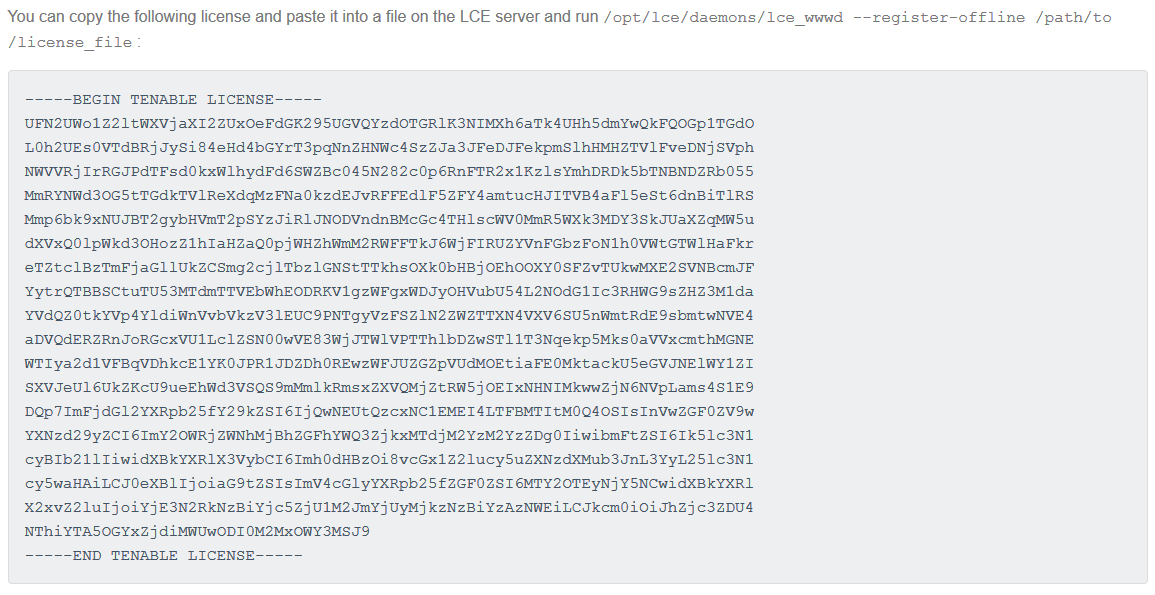 You can copy the following license and paste it into a file on the LCE server and run /opt/lce/daemons/lce_wwwd --register-offline /path/to
/license_file :
-----BEGIN TENABLE LICENSE-----
UFN2UWo1Z2ltWXVjaXI2ZUxOeFdGK295UGVQYzdOTGRlK3NIMXh6aTk4UHh5dmYwQkFQOGp1TGdO
L0h2UEs0VTdBRjJySi84eHd4bGYrT3pqNnZHNWc4SzZJa3JFeDJFekpmSlhHMHZTVlFveDNjSVph
NWVVRjIrRGJPdTFsd0kxWlhydFd6SWZBc045N282c0p6RnFTR2x1KzlsYmhDRDk5bTNBNDZRb055
MmRYNWd3OG5tTGdkTVlReXdqMzFNa0kzdEJvRFFEdlF5ZFY4amtucHJITVB4aFl5eSt6dnBiTlRS
Mmp6bk9xNUJBT2gybHVmT2pSYzJiRlJNODVndnBMcGc4THlscWV0MmR5WXk3MDY3SkJUaXZqMW5u
dXVxQ0lpWkd3OHozZ1hIaHZaQ0pjWHZhWmM2RWFFTkJ6WjFIRUZYVnFGbzFoN1h0VWtGTWlHaFkr
eTZtclBzTmFjaGllUkZCSmg2cjlTbzlGNStTTkhsOXk0bHBjOEhOOXY0SFZvTUkwMXE2SVNBcmJF
YytrQTBBSCtuTU53MTdmTTVEbWhEODRKV1gzWFgxWDJyOHVubU54L2NOdG1Ic3RHWG9sZHZ3M1da
YVdQZ0tkYVp4YldiWnVvbVkzV3lEUC9PNTgyVzFSZlN2ZWZTTXN4VXV6SU5nWmtRdE9sbmtwNVE4
aDVQdERZRnJoRGcxVU1LclZSN00wVE83WjJTWlVPTThlbDZwSTl1T3Nqekp5Mks0aVVxcmthMGNE
WTIya2d1VFBqVDhkcE1YK0JPR1JDZDh0REwzWFJUZGZpVUdMOEtiaFE0MktackU5eGVJNElWY1ZI
SXVJeUl6UkZKcU9ueEhWd3VSQS9mMmlkRmsxZXVQMjZtRW5jOEIxNHNIMkwwZjN6NVpLams4S1E9
DQp7ImFjdGl2YXRpb25fY29kZSI6IjQwNEUtQzcxNC1EMEI4LTFBMTItM0Q4OSIsInVwZGF0ZV9w
YXNzd29yZCI6ImY2OWRjZWNhMjBhZGFhYWQ3ZjkxMTdjM2YzM2YzZDg0IiwibmFtZSI6Ik5lc3N1
cyBIb21lIiwidXBkYXRlX3VybCI6Imh0dHBzOi8vcGx1Z2lucy5uZXNzdXMub3JnL3YyL25lc3N1
cy5waHAiLCJ0eXBlIjoiaG9tZSIsImV4cGlyYXRpb25fZGF0ZSI6MTY2OTEyNjY5NCwidXBkYXRl
X2xvZ2luIjoiYjE3N2RkNzBiYjc5ZjU1M2JmYjUyMjkzNzBiYzAzNWEiLCJkcm0iOiJhZjc3ZDU4
NThiYTA5OGYxZjdiMWUwODI0M2MxOWY3MSJ9
-----END TENABLE LICENSE-----